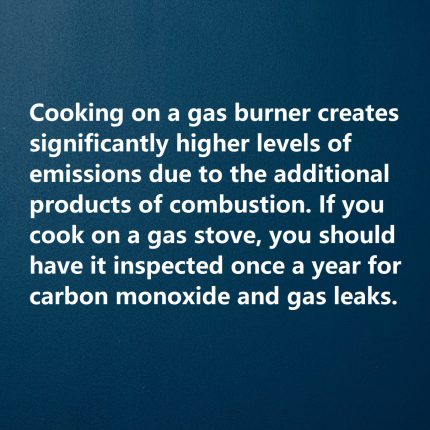 Cooking on a gas burner creates
significantly higher levels of
emissions due to the additional
products of combustion. If you
cook on a gas stove, you should
have it inspected once a year for
carbon monoxide and gas leaks.